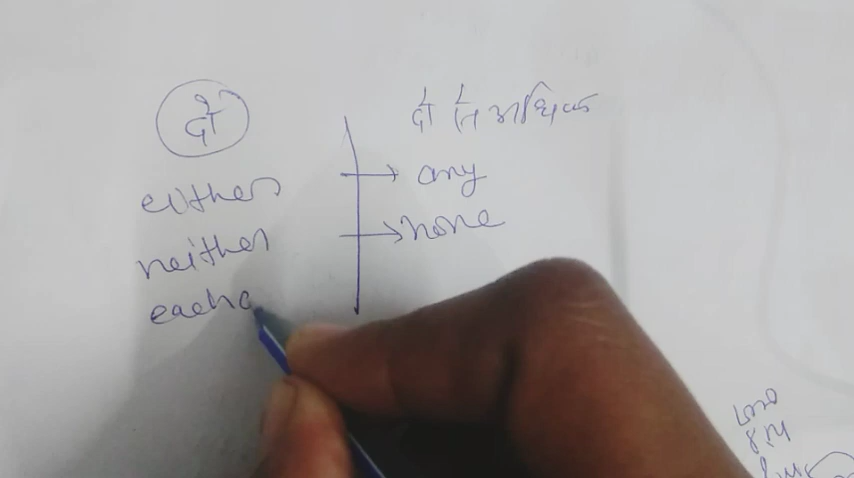 दो
दो से अधिक
either
any
neither
none
each o